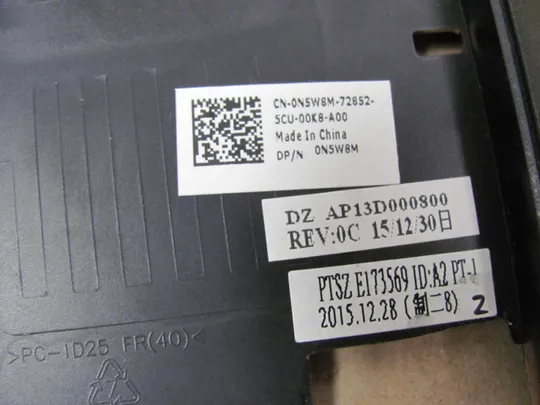 CN-0N5W8M-72852-
5CU-00K8-A00
Made In China
DP/N 0N5W8M
DZ AP13D000800
REV:0C 15/12/30日
PTSZ E173569 ID:A2 PT-1
2015.12.28 (制二8) 2
>PC-ID25 FR(40)<